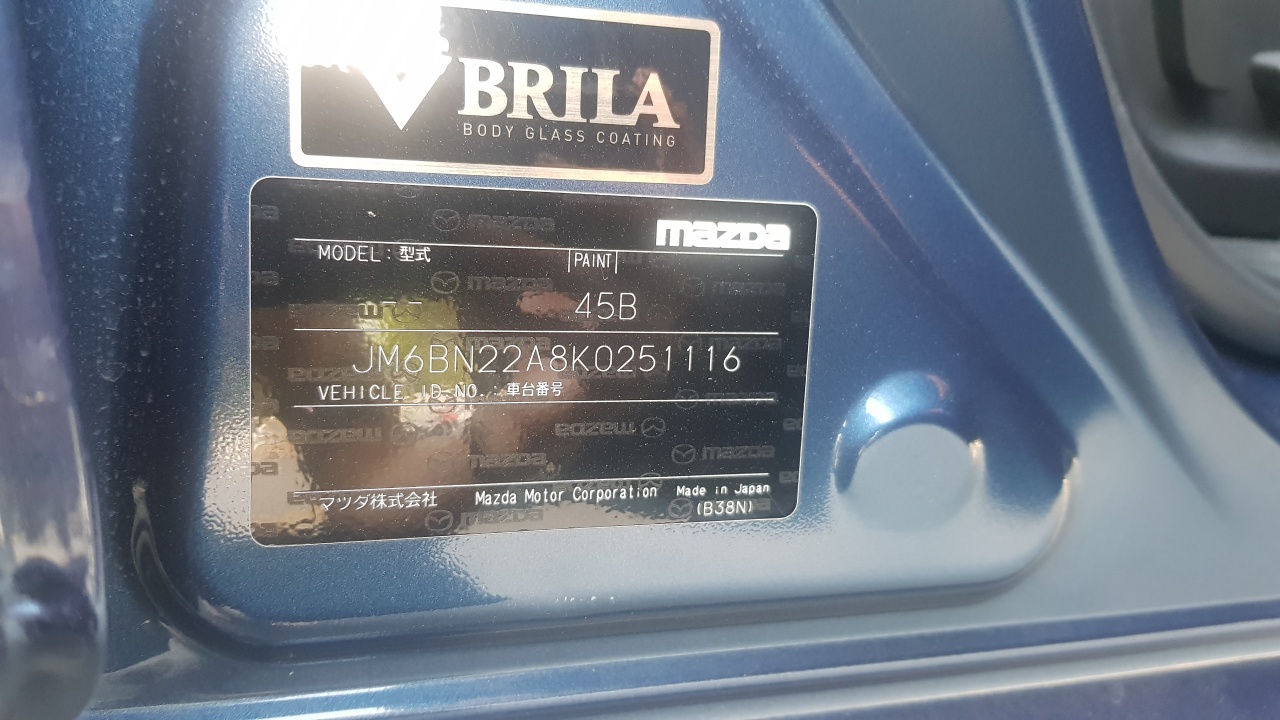 BRILA
BODY GLASS COATING
mazda
MODEL : 型式
PAINT
45B
JM6BN22A8K0251116
VEHICLE ID NO. : 車台番号
マツダ株式会社 Mazda Motor Corporation Made in Japan
(B38N)